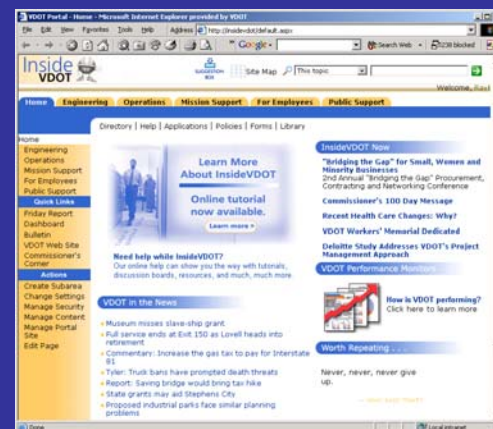 VDOT Portal - Home - Microsoft Internet Explorer provided by VDOT
File Edit View Favorites Tools Help Address http://insidevdot/default.aspx
Google Search Web 238 blocked
Inside
VDOT
SUGGESTION
BOX
Site Map This topic
Welcome, Ravi
Home Engineering Operations Mission Support For Employees Public Support
Directory | Help | Applications | Policies | Forms | Library
Home
Engineering
Operations
Mission Support
For Employees
Public Support
Quick Links
Friday Report
Dashboard
Bulletin
VDOT Web Site
Commissioner's
Corner
Actions
Create Subarea
Change Settings
Manage Security
Manage Content
Manage Portal
Site
Edit Page
Learn More
About InsideVDOT
Online tutorial
now available.
Learn more
Need help while InsideVDOT?
Our online help can show you the way with tutorials,
discussion boards, resources, and much, much more.
VDOT in the News
Museum misses slave-ship grant
Full service ends at Exit 150 as Lovell heads into
retirement
Commentary: Increase the gas tax to pay for Interstate
81
Tyler: Truck bans have prompted death threats
Report: Saving bridge would bring tax hike
State grants may aid Stephens City
Proposed industrial parks face similar planning
problems
InsideVDOT Now
"Bridging the Gap" for Small, Women and
Minority Businesses
2nd Annual "Bridging the Gap" Procurement,
Contracting and Networking Conference
Commissioner's 100 Day Message
Recent Health Care Changes: Why?
VDOT Workers' Memorial Dedicated
Deloitte Study Addresses VDOT's Project
Management Approach
VDOT Performance Monitors
How is VDOT performing?
Click here to learn more
Worth Repeating . . .
Never, never, never give
up.
Done
Local intranet